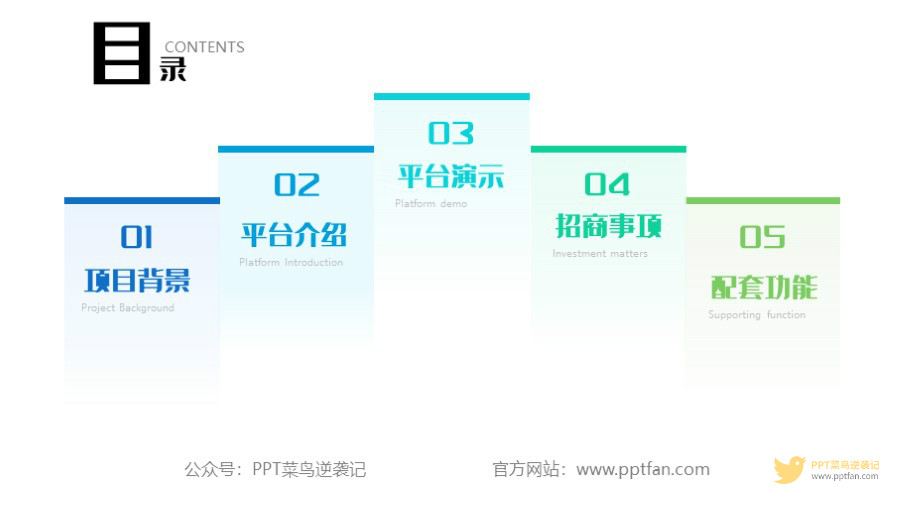 目录
CONTENTS
01
项目背景
Project Background
02
平台介绍
Platform Introduction
03
平台演示
Platform demo
04
招商事项
Investment matters
05
配套功能
Supporting function
公众号：PPT菜鸟逆袭记
官方网站：www.pptfan.com
PPT菜鸟逆袭记
www.pptfan.com